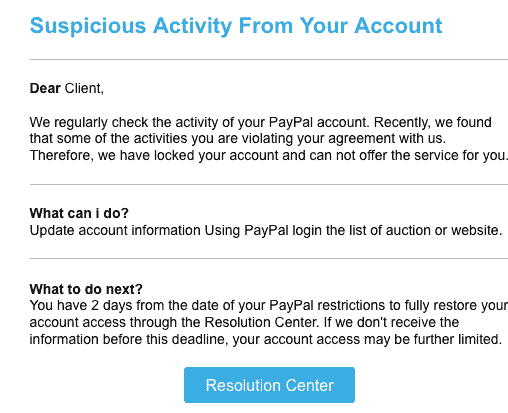 Suspicious Activity From Your Account
Dear Client,
We regularly check the activity of your PayPal account. Recently, we found
that some of the activities you are violating your agreement with us.
Therefore, we have locked your account and can not offer the service for you.
What can i do?
Update account information Using PayPal login the list of auction or website.
What to do next?
You have 2 days from the date of your PayPal restrictions to fully restore your
account access through the Resolution Center. If we don't receive the
information before this deadline, your account access may be further limited.
Resolution Center